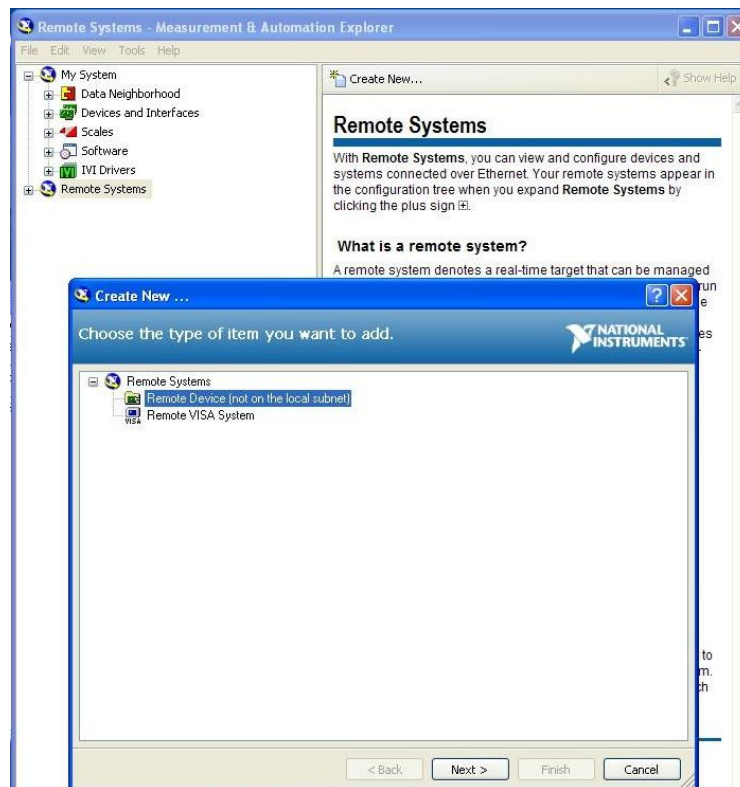 Remote Systems - Measurement & Automation Explorer
File Edit View Tools Help
My System
Data Neighborhood
Devices and Interfaces
Scales
Software
IVI Drivers
Remote Systems
Create New...
Show Help
Remote Systems
With Remote Systems, you can view and configure devices and
systems connected over Ethernet. Your remote systems appear in
the configuration tree when you expand Remote Systems by
clicking the plus sign ⊞.
What is a remote system?
A remote system denotes a real-time target that can be managed
run
e
es
Create New ...
Choose the type of item you want to add.
NATIONAL
INSTRUMENTS
Remote Systems
Remote Device (not on the local subnet)
Remote VISA System
VISA
to
m.
ch
< Back Next > Finish Cancel